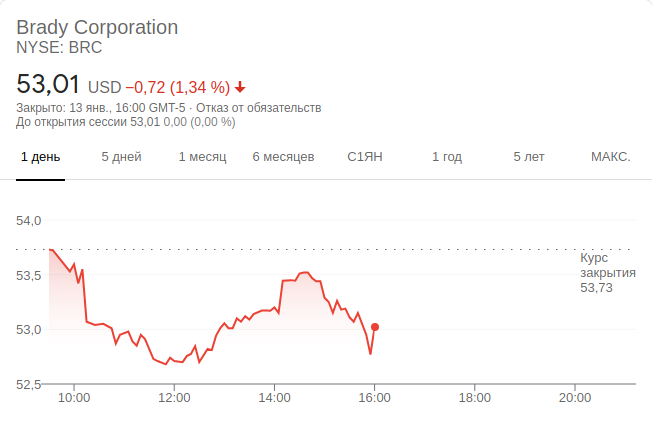 Brady Corporation
NYSE: BRC
53,01 USD −0,72 (1,34 %)
Закрыто: 13 янв., 16:00 GMT-5 · Отказ от обязательств
До открытия сессии 53,01 0,00 (0,00 %)
1 день 5 дней 1 месяц 6 месяцев С1ЯН 1 год 5 лет МАКС.
54,0
Курс
закрытия
53,73
53,5
53,0
52,5
10:00 12:00 14:00 16:00 18:00 20:00